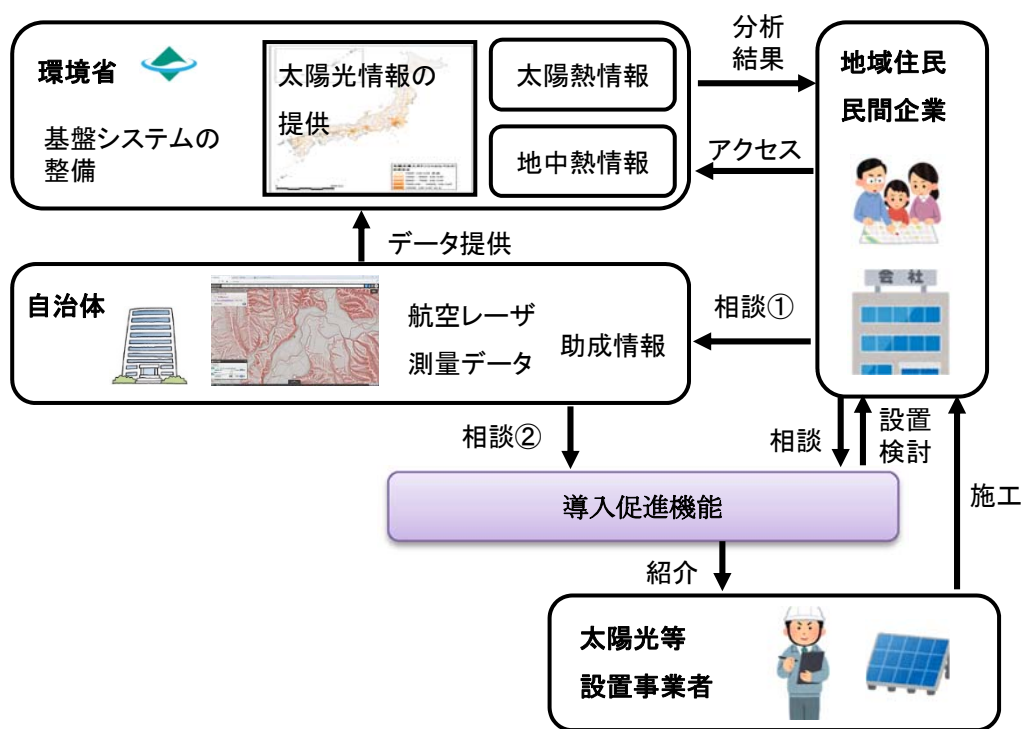 環境省
基盤システムの
整備
太陽光情報の
提供
太陽熱情報
地中熱情報
分析
結果
アクセス
地域住民
民間企業
会社
データ提供
自治体
航空レーザ
測量データ
助成情報
相談①
相談②
相談
設置
検討
導入促進機能
施工
紹介
太陽光等
設置事業者